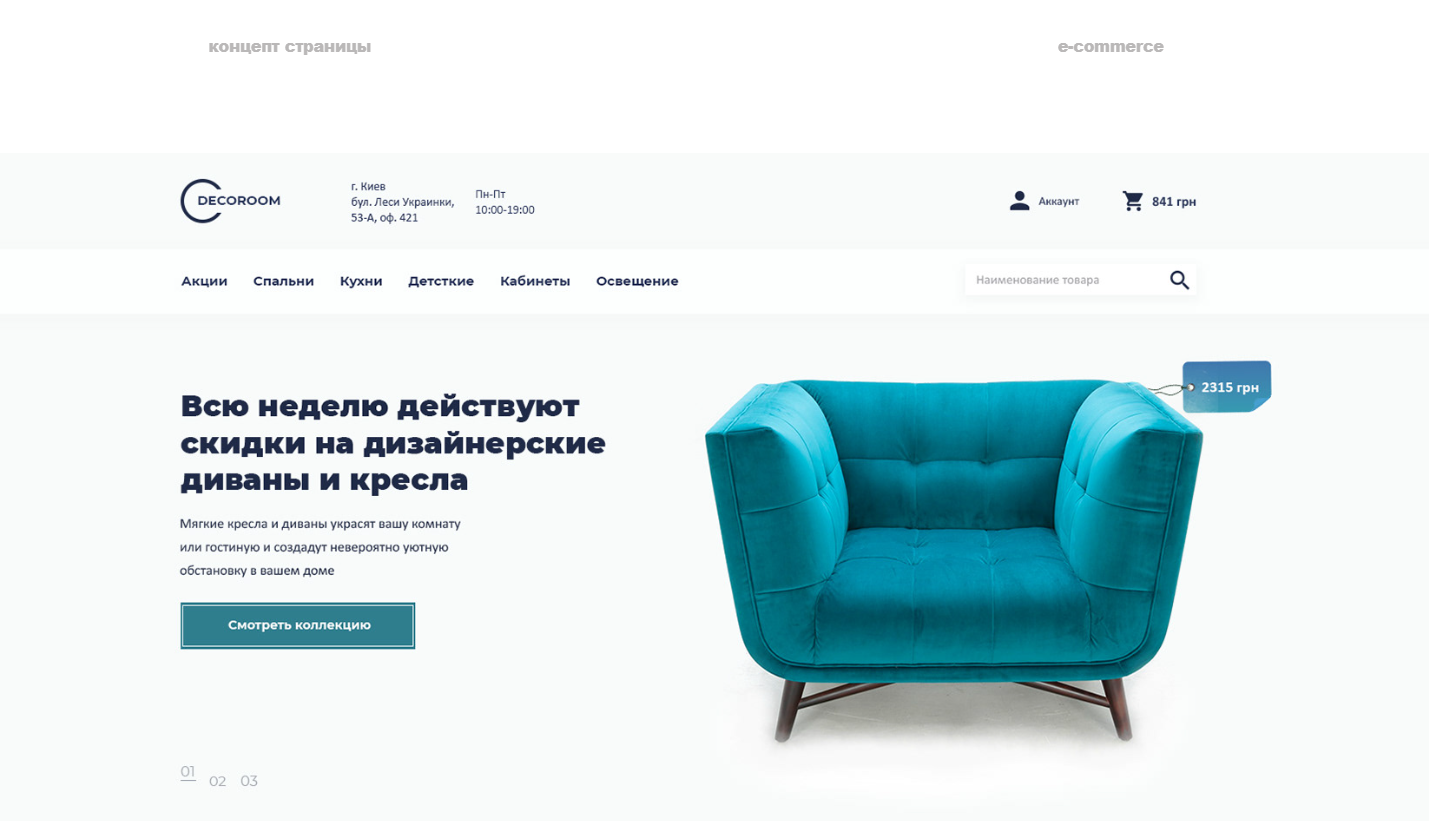 концепт страницы
e-commerce
DECOROOM
г. Киев
бул. Леси Украинки,
53-А, оф. 421
Пн-Пт
10:00-19:00
Аккаунт
841 грн
Акции
Спальни
Кухни
Детсткие
Кабинеты
Освещение
Наименование товара
Всю неделю действуют
скидки на дизайнерские
диваны и кресла
Мягкие кресла и диваны украсят вашу комнату
или гостиную и создадут невероятно уютную
обстановку в вашем доме
Смотреть коллекцию
2315 грн
01
02
03